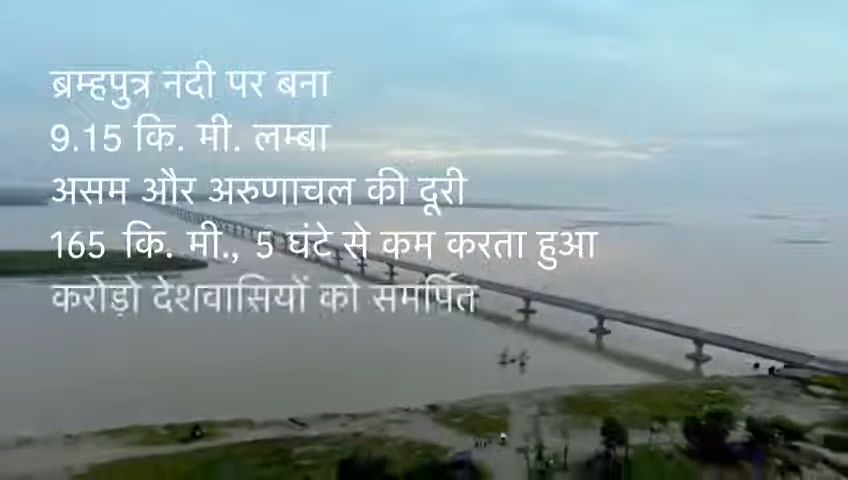 ब्रम्हपुत्र नदी पर बना
9.15 कि. मी. लम्बा
असम और अरुणाचल की दूरी
165 कि. मी., 5 घंटे से कम करता हुआ
करोड़ो देशवासियों को समर्पित